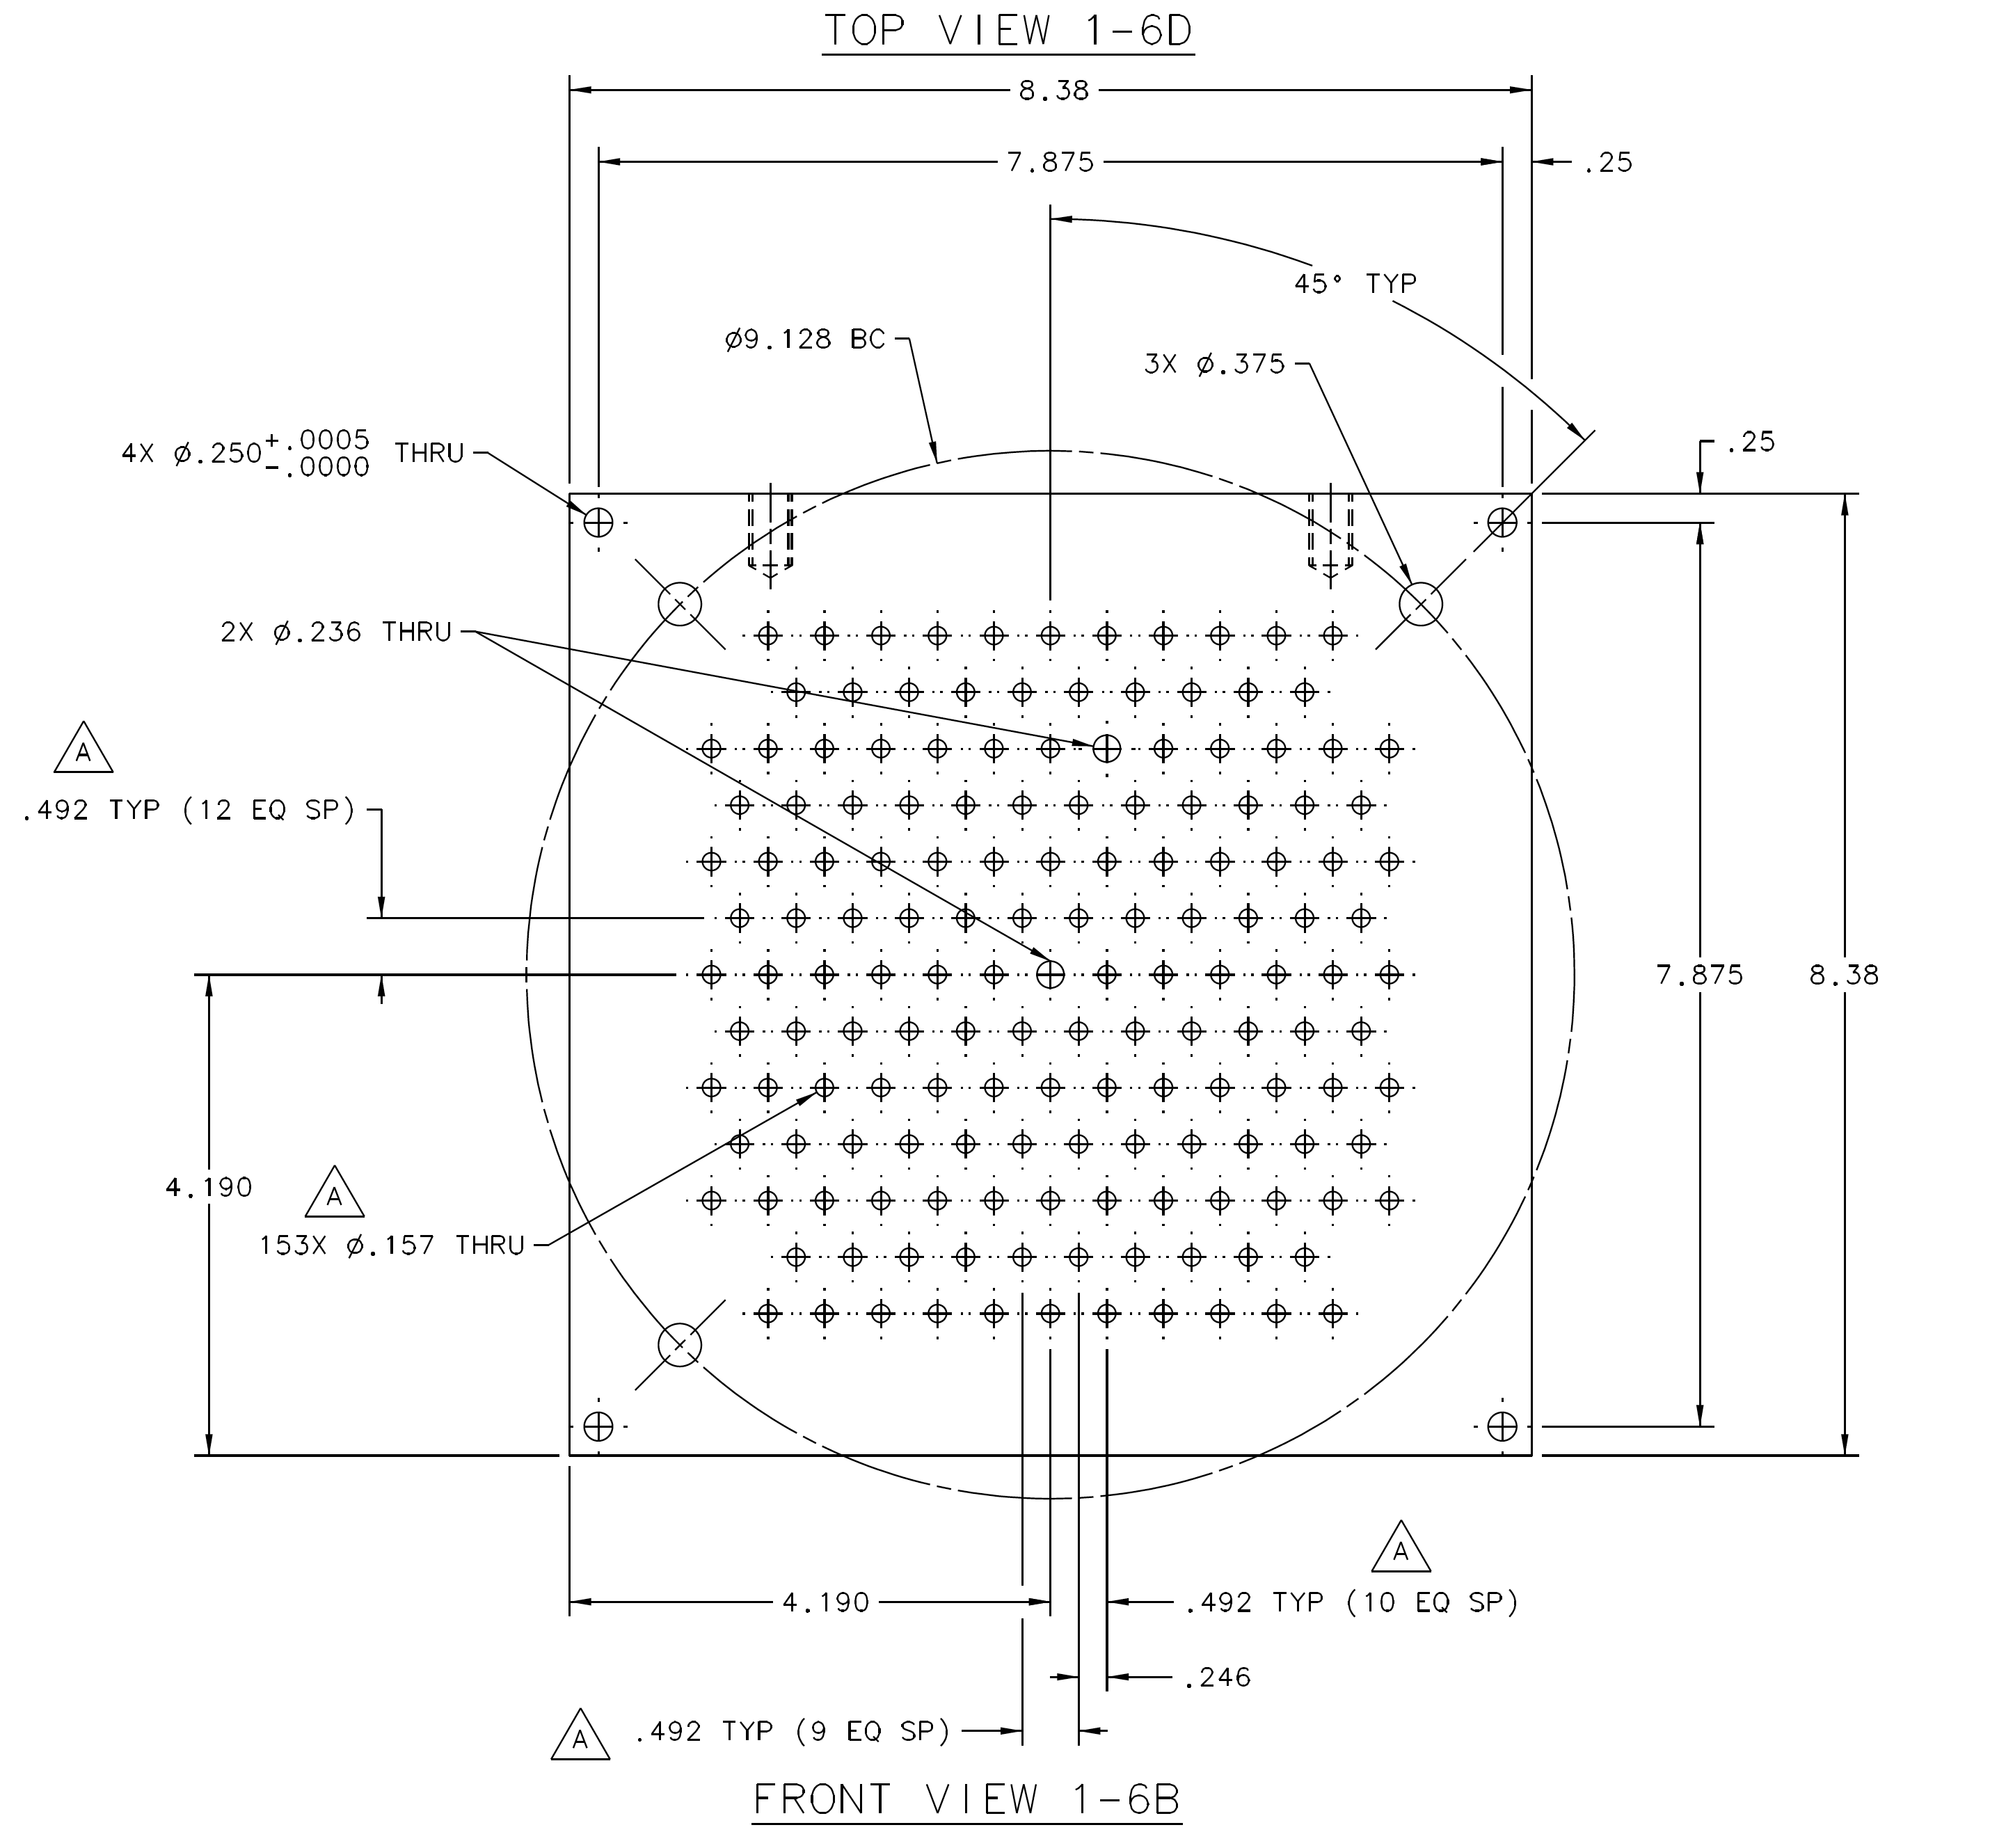 TOP VIEW 1-6D
8.38
7.875
.25
45° TYP
Ø9.128 BC
3X Ø.375
4X Ø.250 +.0005 THRU
-.0000
.25
2X Ø.236 THRU
A
.492 TYP (12 EQ SP)
7.875
8.38
4.190
A
153X Ø.157 THRU
A
4.190
.492 TYP (10 EQ SP)
.246
A
.492 TYP (9 EQ SP)
FRONT VIEW 1-6B